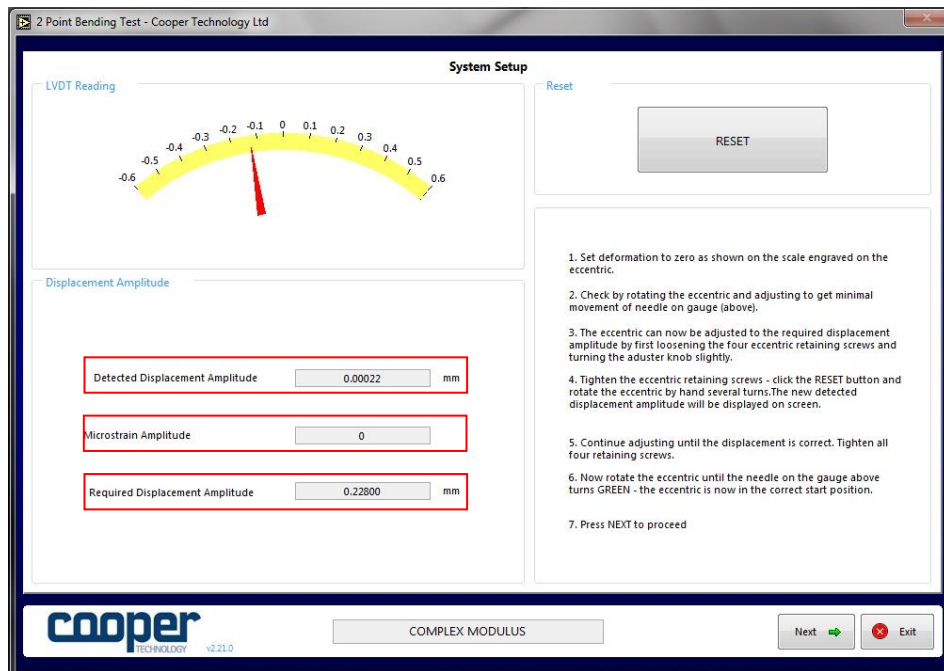 2 Point Bending Test - Cooper Technology Ltd
System Setup
LVDT Reading
-0.6 -0.5 -0.4 -0.3 -0.2 -0.1 0 0.1 0.2 0.3 0.4 0.5 0.6
Reset
RESET
Displacement Amplitude
Detected Displacement Amplitude 0.00022 mm
Microstrain Amplitude 0
Required Displacement Amplitude 0.22800 mm
1. Set deformation to zero as shown on the scale engraved on the
eccentric.
2. Check by rotating the eccentric and adjusting to get minimal
movement of needle on gauge (above).
3. The eccentric can now be adjusted to the required displacement
amplitude by first loosening the four eccentric retaining screws and
turning the aduster knob slightly.
4. Tighten the eccentric retaining screws - click the RESET button and
rotate the eccentric by hand several turns.The new detected
displacement amplitude will be displayed on screen.
5. Continue adjusting until the displacement is correct. Tighten all
four retaining screws.
6. Now rotate the eccentric until the needle on the gauge above
turns GREEN - the eccentric is now in the correct start position.
7. Press NEXT to proceed
cooper
TECHNOLOGY v2.21.0
COMPLEX MODULUS
Next
Exit